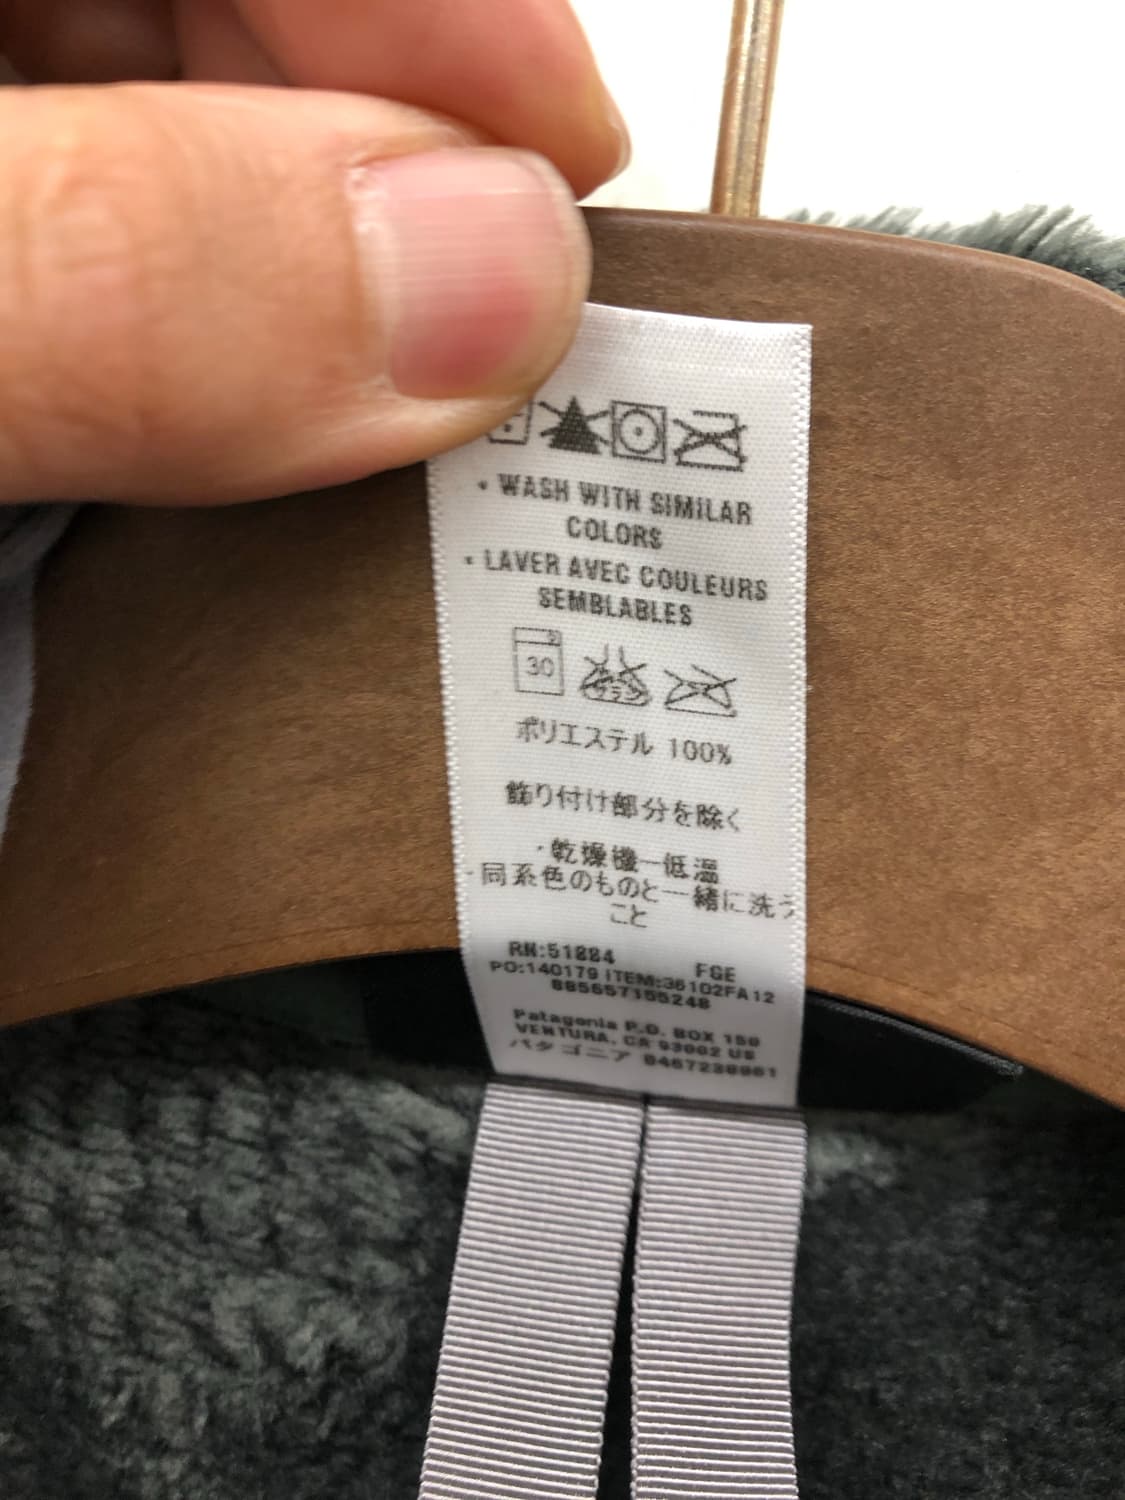 • WASH WITH SIMILAR
COLORS
• LAVER AVEC COULEURS
SEMBLABLES
30
ポリエステル 100%
飾り付け部分を除く
・乾燥機ー低温
・同系色のものと一緒に洗う
こと
RN:51884 FGE
PO:140179 ITEM:36102FA12
885657155248
Patagonia P.O. BOX 150
VENTURA, CA 93002 US
パタゴニア 0467238961